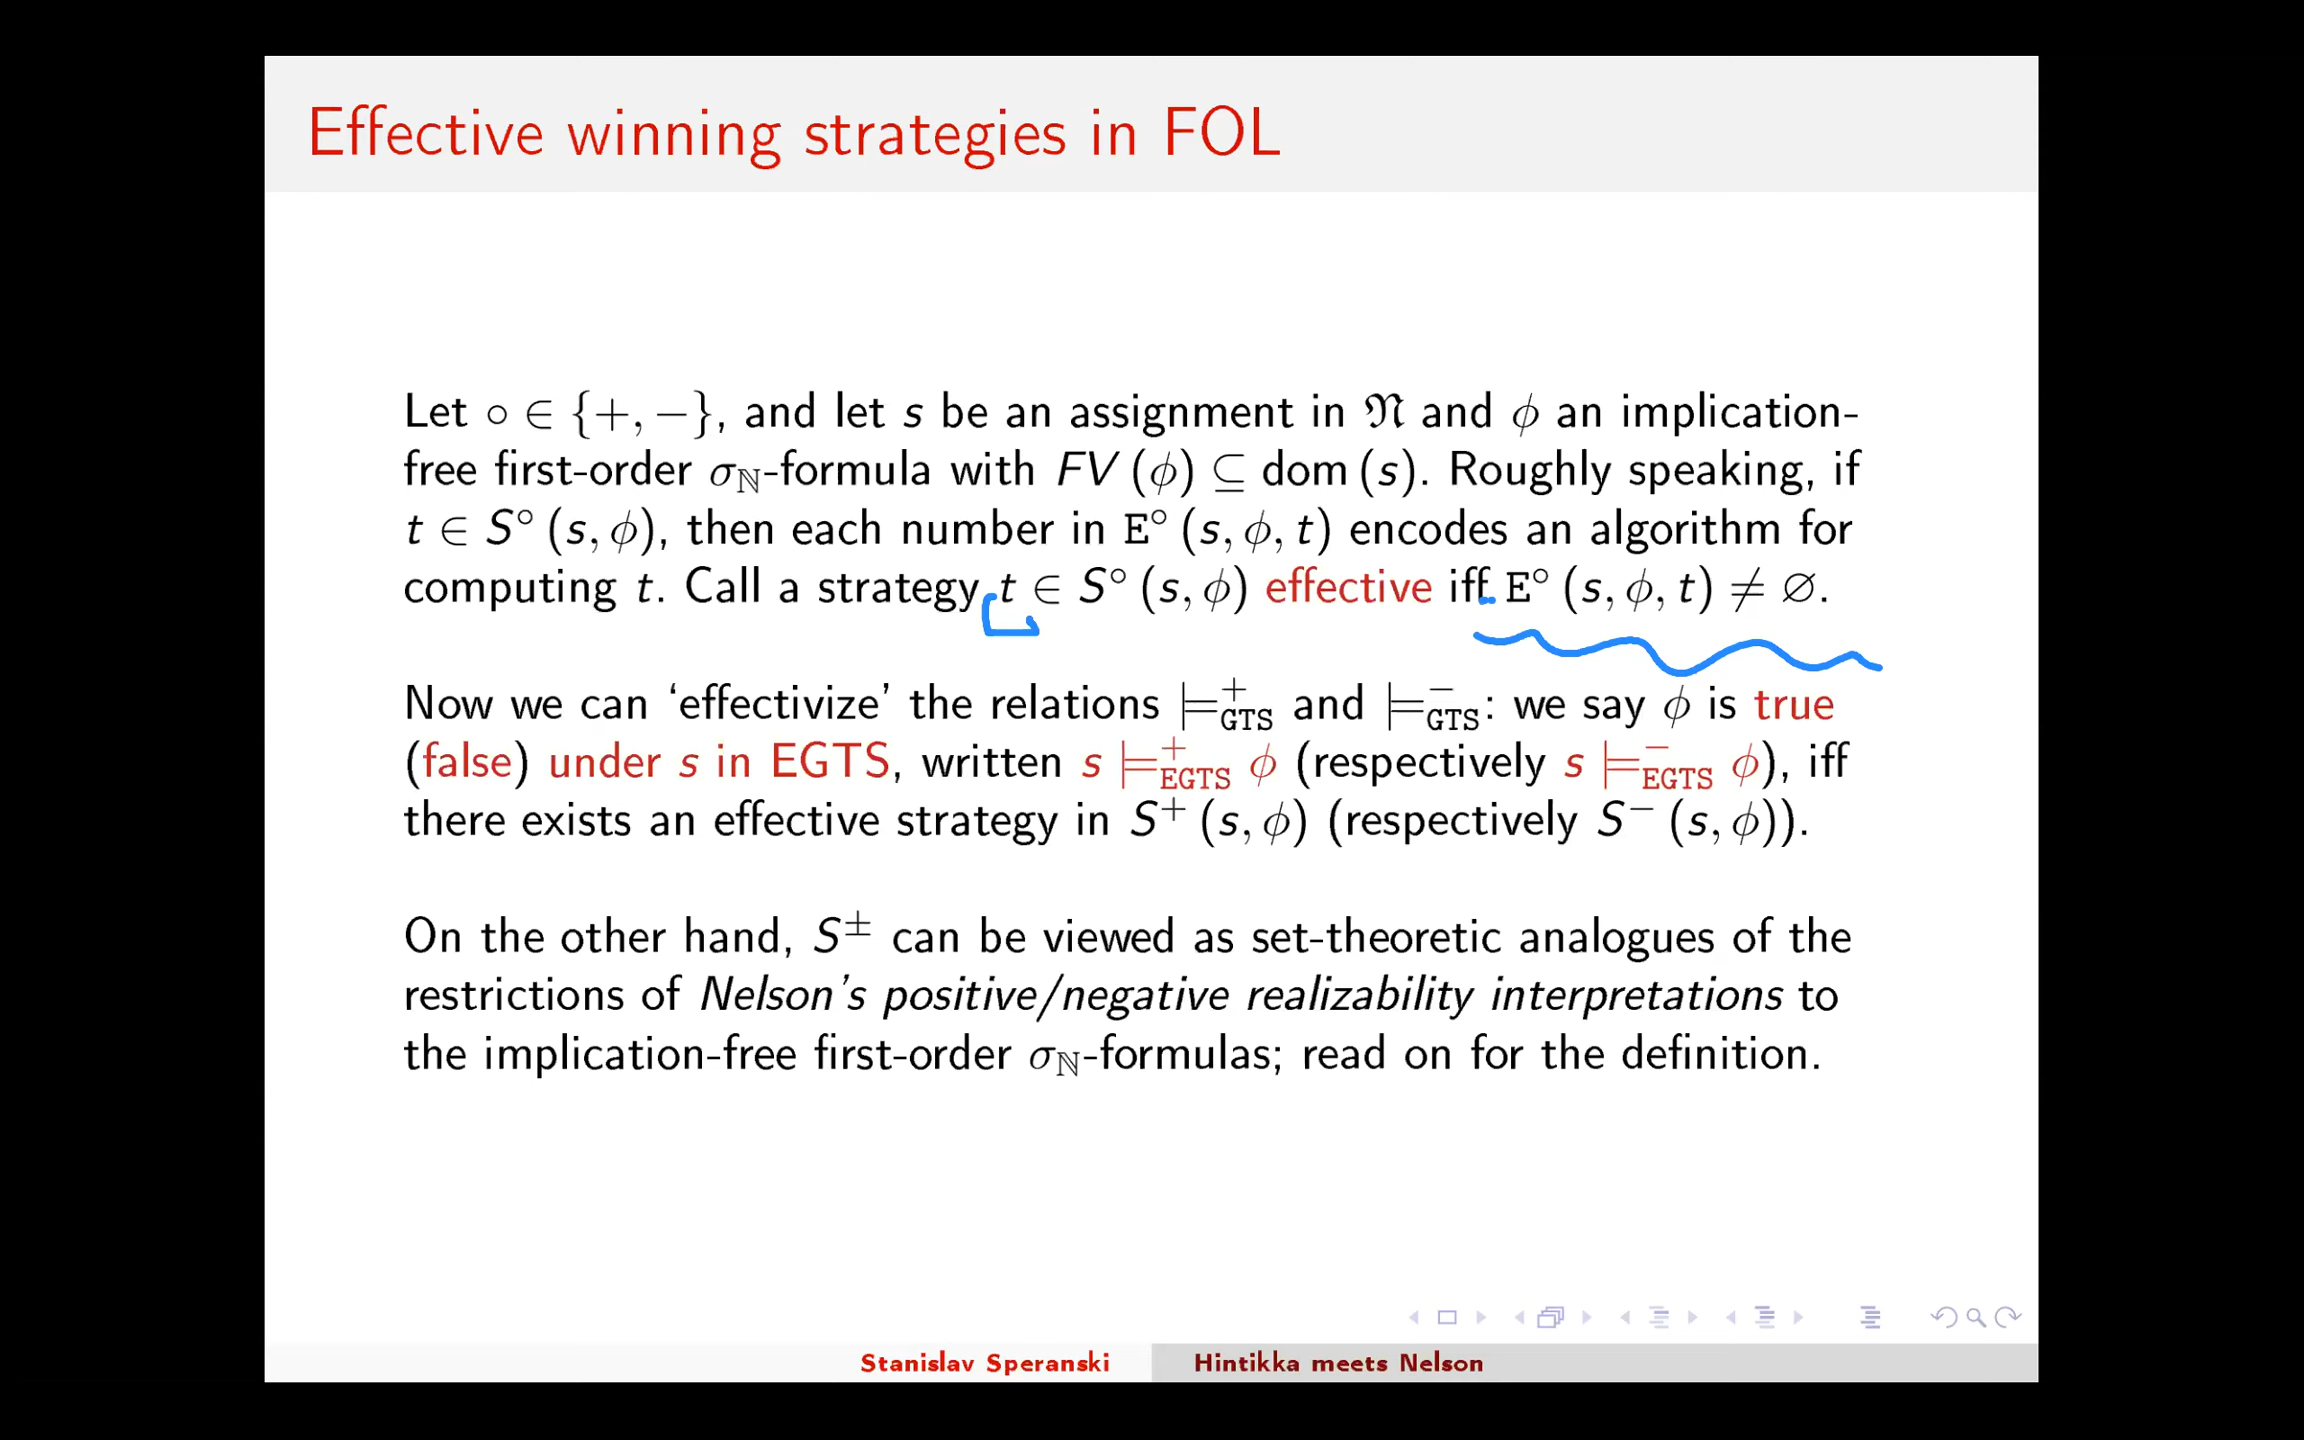 Effective winning strategies in FOL
Let ∘ ∈ {+, −}, and let s be an assignment in 𝔑 and ϕ an implication-
free first-order σ_ℕ-formula with FV (ϕ) ⊆ dom (s). Roughly speaking, if
t ∈ S° (s, ϕ), then each number in E° (s, ϕ, t) encodes an algorithm for
computing t. Call a strategy t ∈ S° (s, ϕ) effective iff E° (s, ϕ, t) ≠ ∅.
Now we can ‘effectivize’ the relations ⊨⁺_GTS and ⊨⁻_GTS: we say ϕ is true
(false) under s in EGTS, written s ⊨⁺_EGTS ϕ (respectively s ⊨⁻_EGTS ϕ), iff
there exists an effective strategy in S⁺ (s, ϕ) (respectively S⁻ (s, ϕ)).
On the other hand, S^± can be viewed as set-theoretic analogues of the
restrictions of Nelson’s positive/negative realizability interpretations to
the implication-free first-order σ_ℕ-formulas; read on for the definition.
Stanislav Speranski
Hintikka meets Nelson